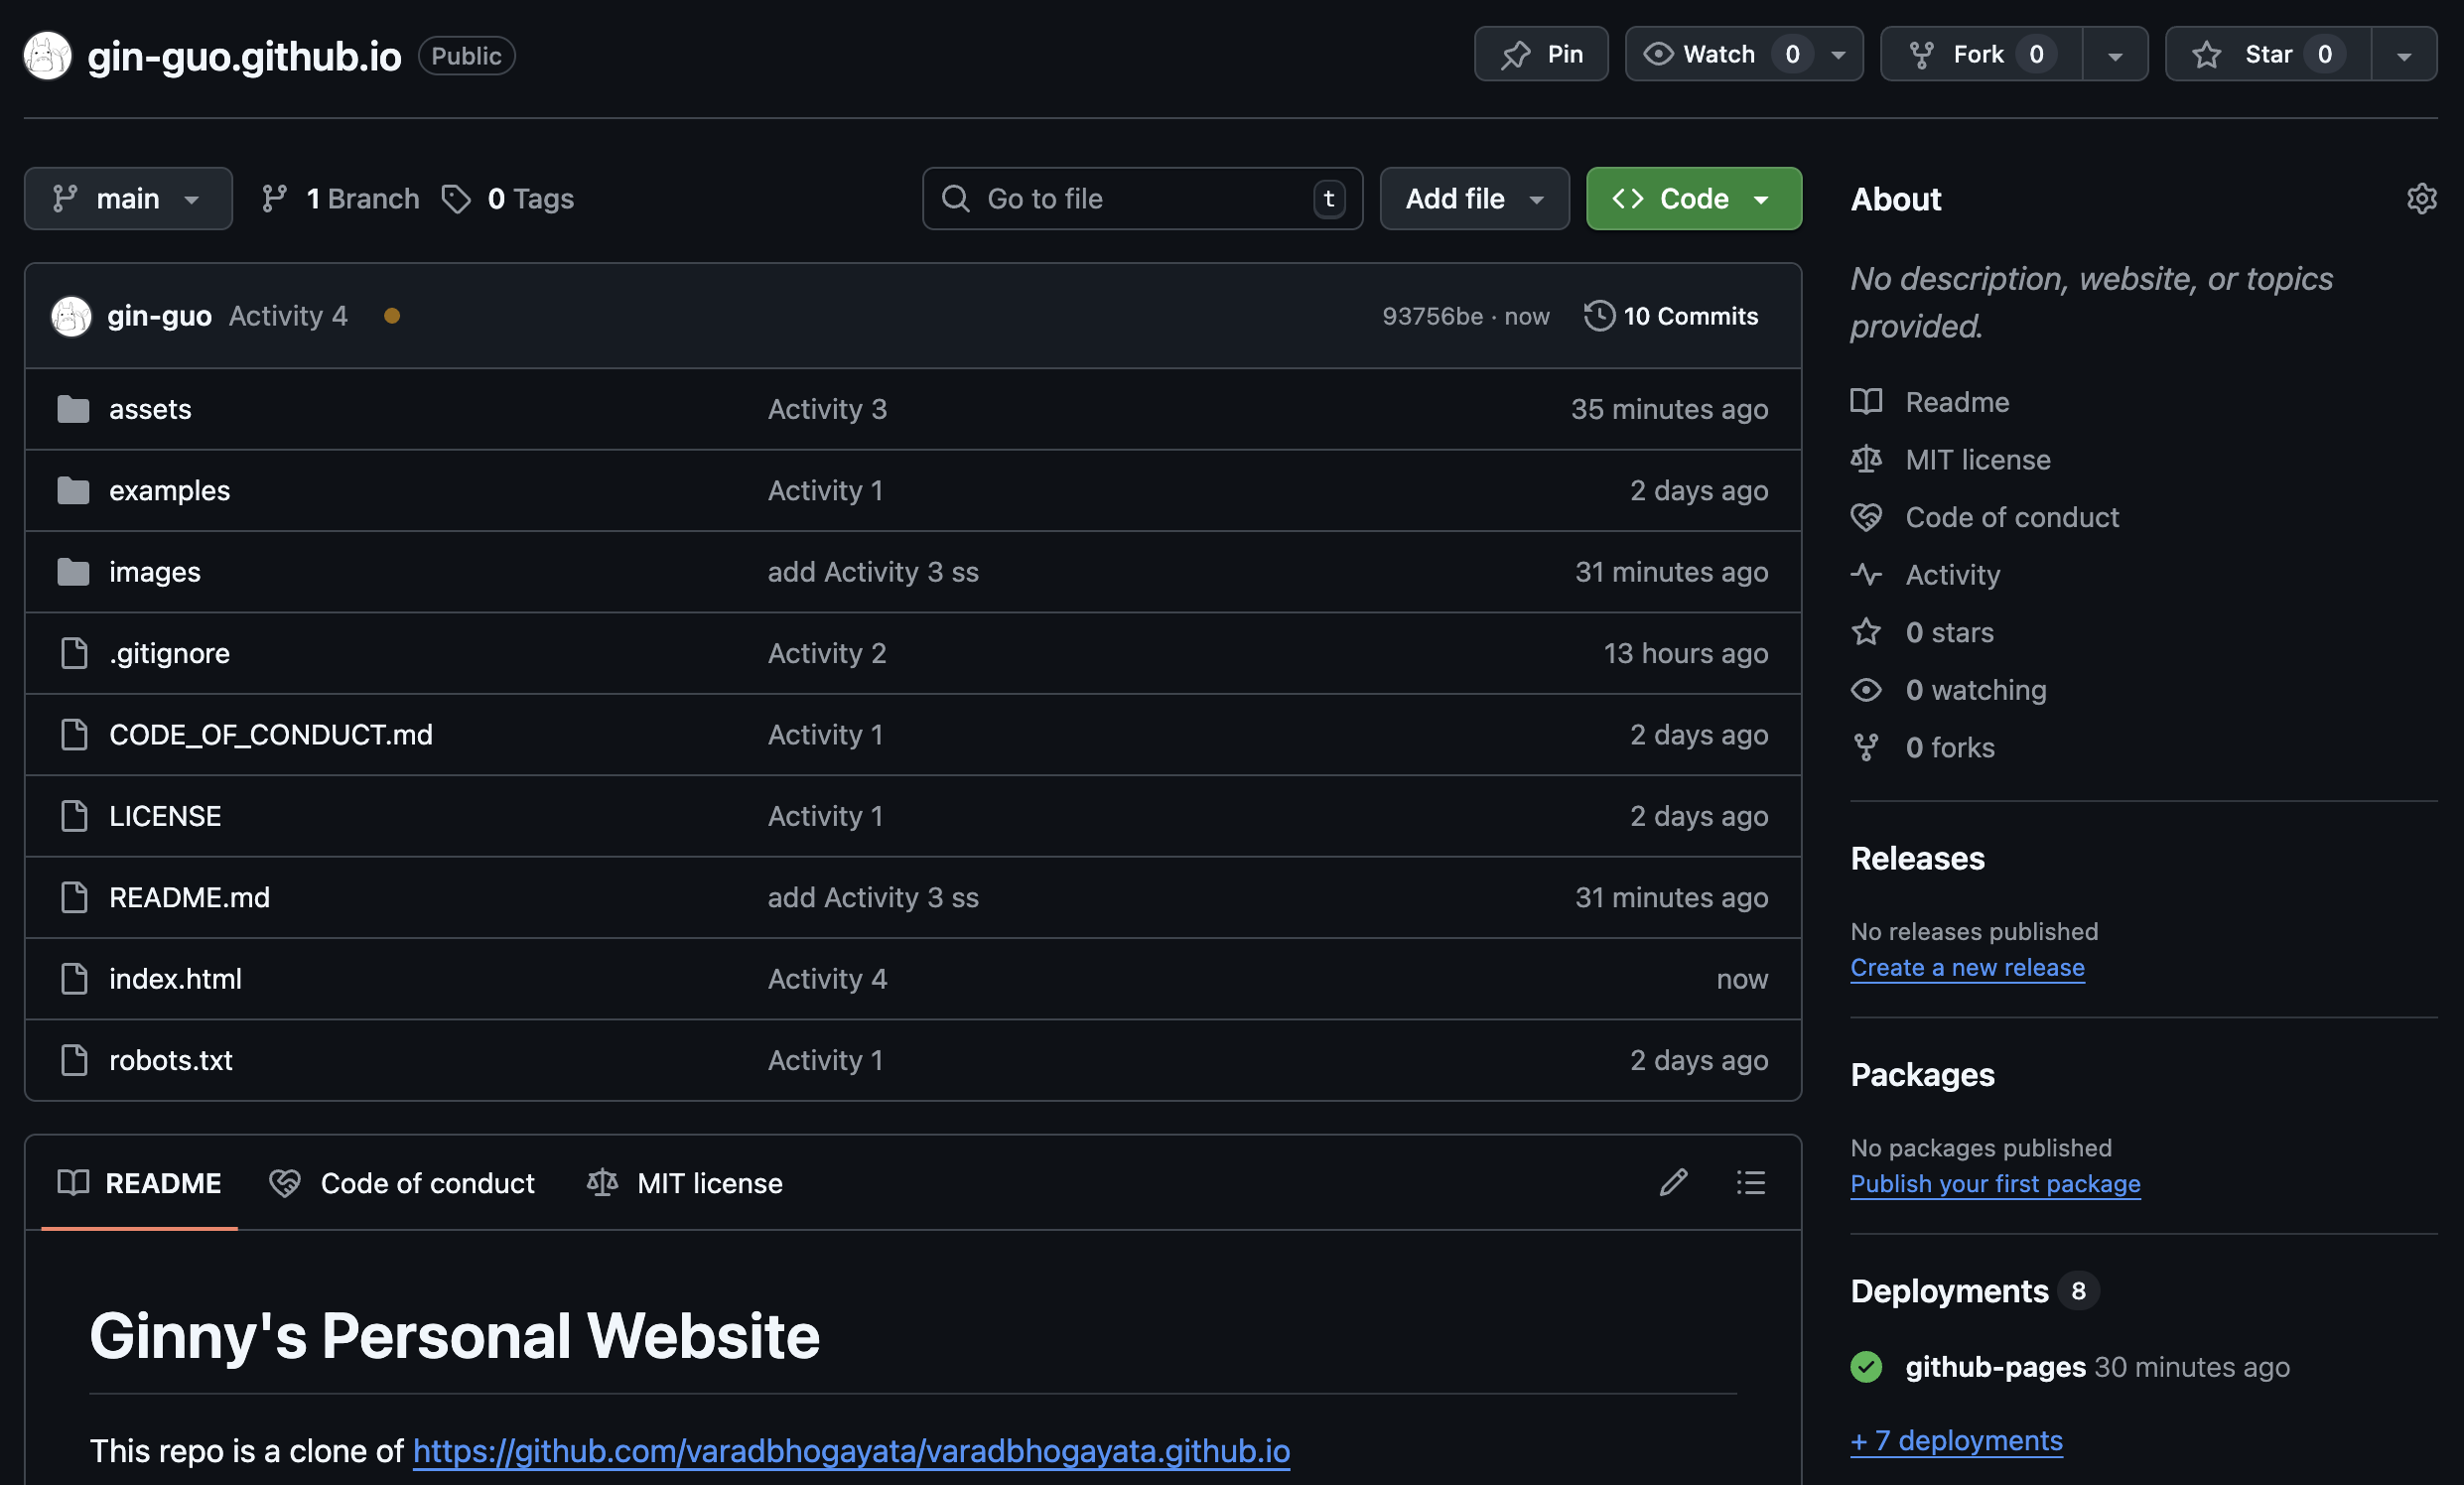 gin-guo.github.io Public
Pin
Watch 0
Fork 0
Star 0
main
1 Branch
0 Tags
Go to file t
Add file
Code
gin-guo Activity 4
93756be · now
10 Commits
assets Activity 3 35 minutes ago
examples Activity 1 2 days ago
images add Activity 3 ss 31 minutes ago
.gitignore Activity 2 13 hours ago
CODE_OF_CONDUCT.md Activity 1 2 days ago
LICENSE Activity 1 2 days ago
README.md add Activity 3 ss 31 minutes ago
index.html Activity 4 now
robots.txt Activity 1 2 days ago
README
Code of conduct
MIT license
Ginny's Personal Website
This repo is a clone of https://github.com/varadbhogayata/varadbhogayata.github.io
About
No description, website, or topics
provided.
Readme
MIT license
Code of conduct
Activity
0 stars
0 watching
0 forks
Releases
No releases published
Create a new release
Packages
No packages published
Publish your first package
Deployments 8
github-pages 30 minutes ago
+ 7 deployments